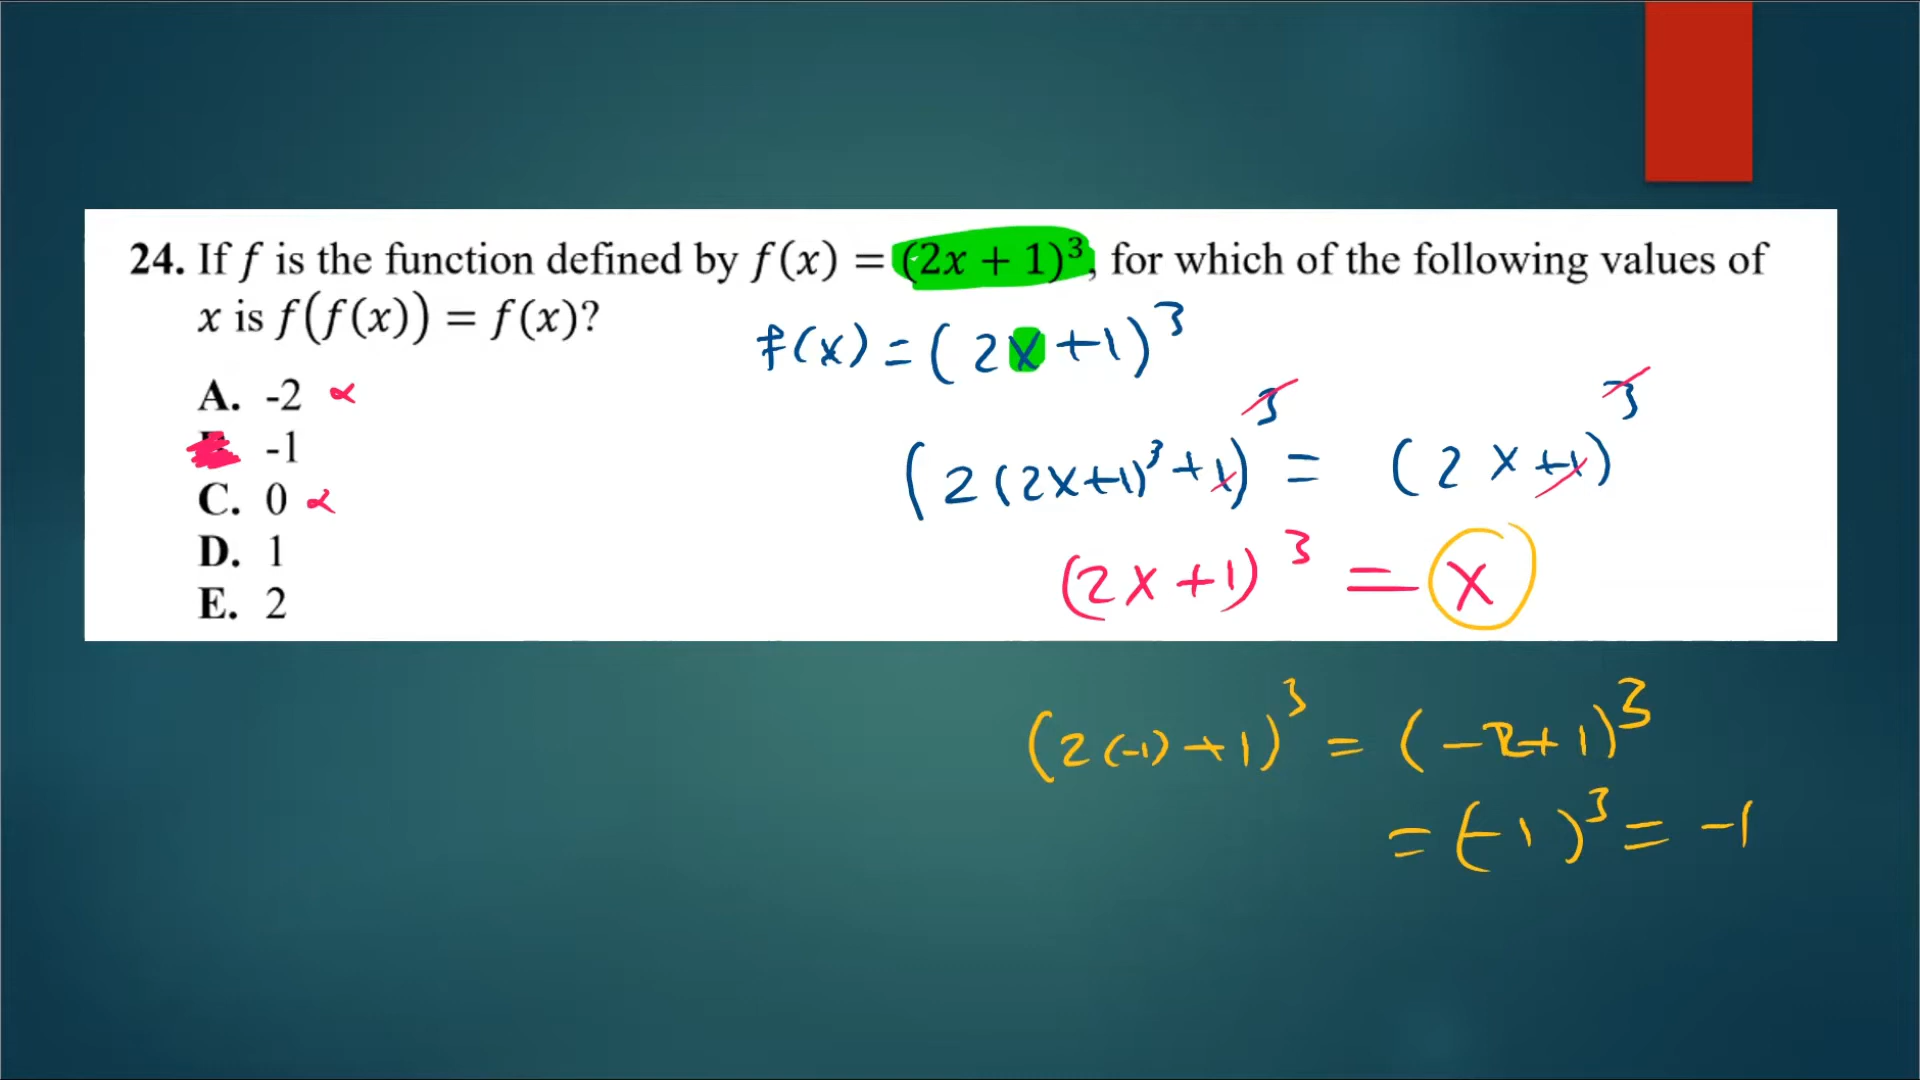 24. If f is the function defined by f(x) = (2x + 1)³, for which of the following values of
x is f(f(x)) = f(x)?
f(x) = (2x+1)³
A. -2
-1
C. 0
D. 1
E. 2
(2(2x+1)³+1)³ = (2x+1)³
(2x+1)³ = x
(2(-1)+1)³ = (-2+1)³
= (-1)³ = -1